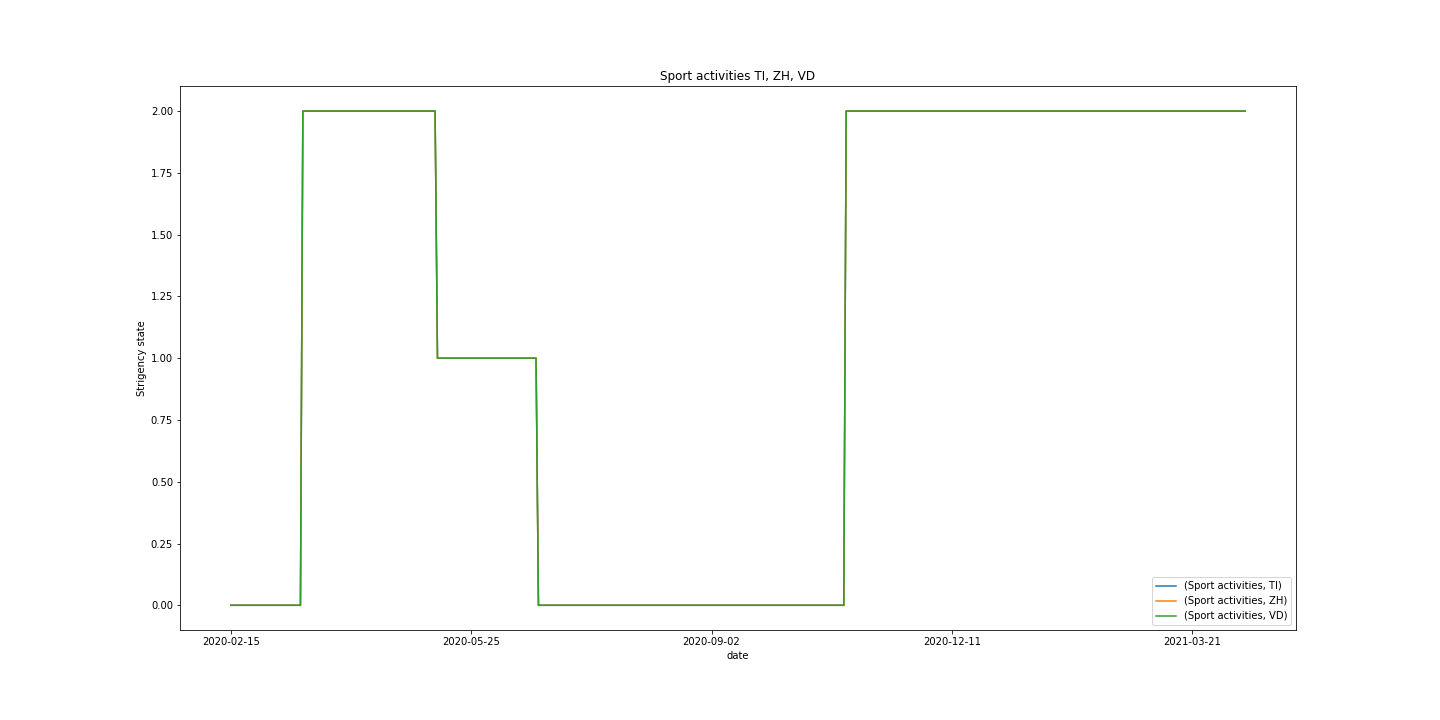 Sport activities TI, ZH, VD
2.00
1.75
1.50
1.25
1.00
0.75
0.50
0.25
0.00
Strigency state
2020-02-15
2020-05-25
2020-09-02
2020-12-11
2021-03-21
date
(Sport activities, TI)
(Sport activities, ZH)
(Sport activities, VD)